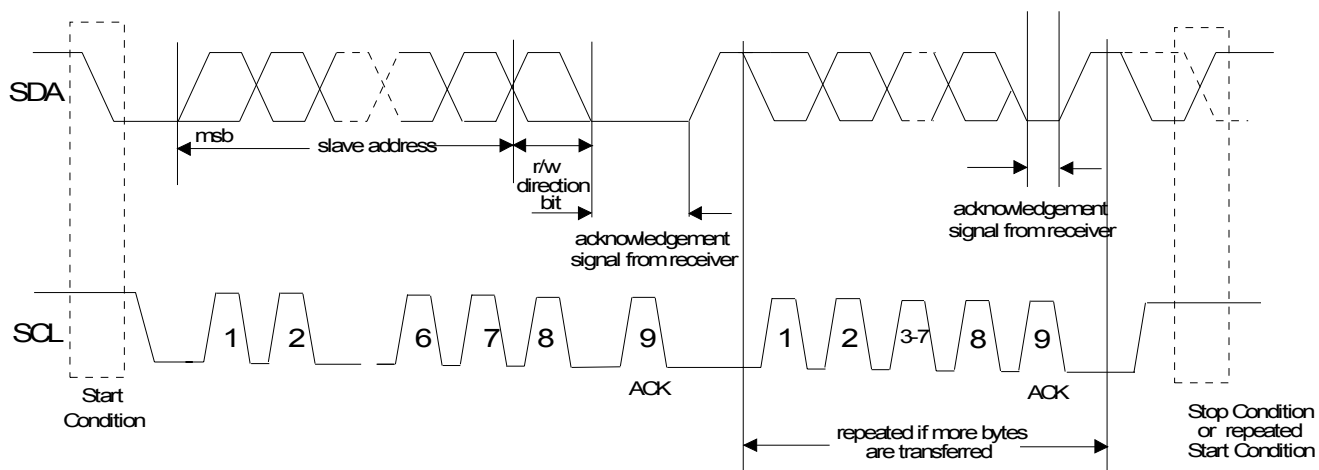 SDA
msb
slave address
r/w
direction
bit
acknowledgement
signal from receiver
acknowledgement
signal from receiver
SCL
1
2
6
7
8
9
1
2
3-7
8
9
ACK
ACK
Start
Condition
repeated if more bytes
are transferred
Stop Condition
or repeated
Start Condition